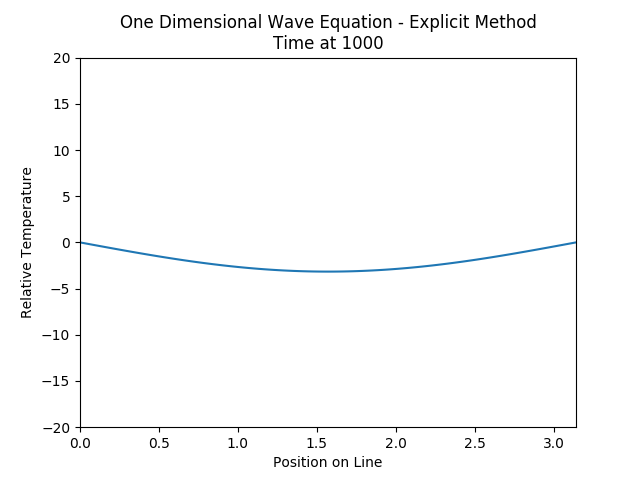 One Dimensional Wave Equation - Explicit Method
Time at 1000
20
15
10
5
0
−5
−10
−15
−20
Relative Temperature
0.0 0.5 1.0 1.5 2.0 2.5 3.0
Position on Line